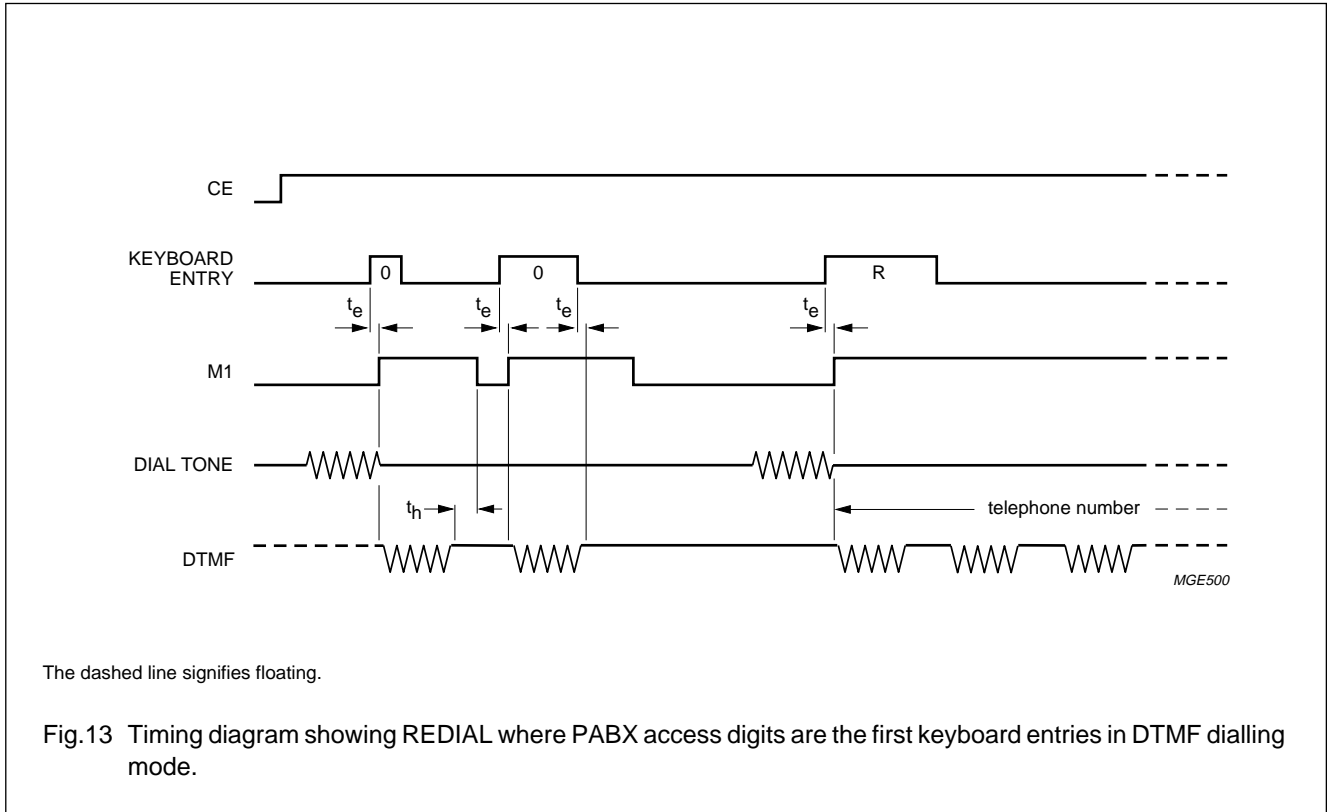 CE
KEYBOARD
ENTRY
0
0
R
te
te
te
te
M1
DIAL TONE
th
telephone number
DTMF
MGE500
The dashed line signifies floating.
Fig.13 Timing diagram showing REDIAL where PABX access digits are the first keyboard entries in DTMF dialling
mode.